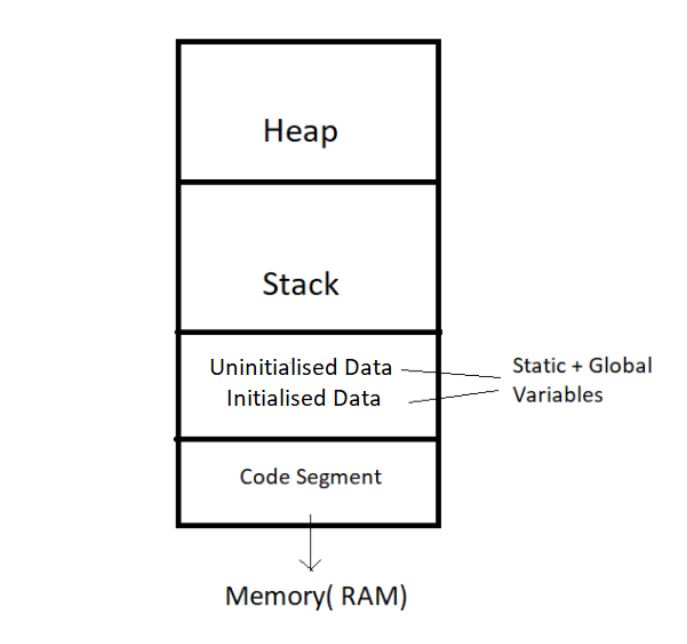 Heap
Stack
Uninitialised Data
Initialised Data
Static + Global
Variables
Code Segment
Memory( RAM)